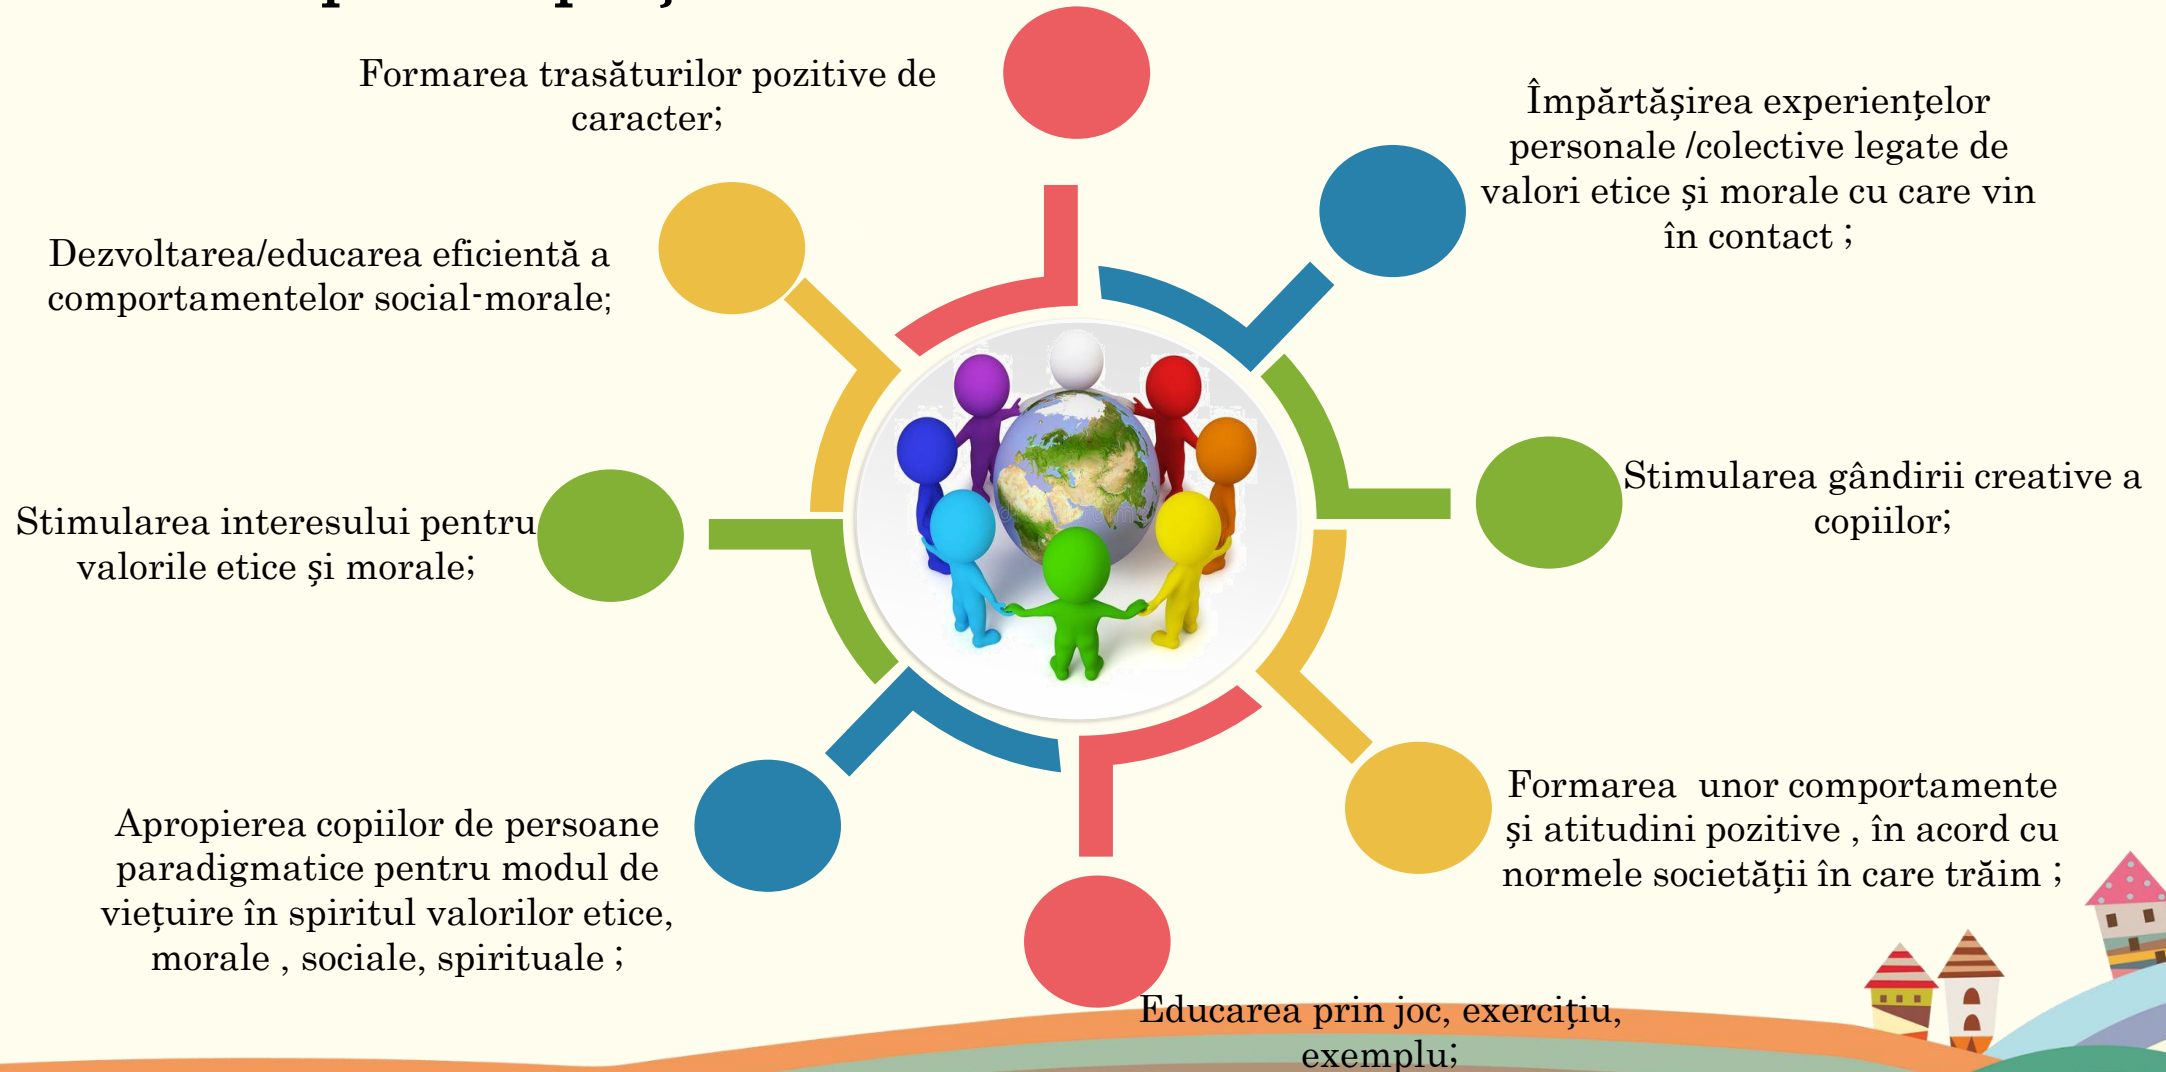 Formarea trasăturilor pozitive de
caracter;
Împărtășirea experiențelor
personale /colective legate de
valori etice și morale cu care vin
în contact ;
Dezvoltarea/educarea eficientă a
comportamentelor social-morale;
Stimularea gândirii creative a
copiilor;
Stimularea interesului pentru
valorile etice și morale;
Formarea  unor comportamente
și atitudini pozitive , în acord cu
normele societății în care trăim ;
Apropierea copiilor de persoane
paradigmatice pentru modul de
viețuire în spiritul valorilor etice,
morale , sociale, spirituale ;
Educarea prin joc, exercițiu,
exemplu;